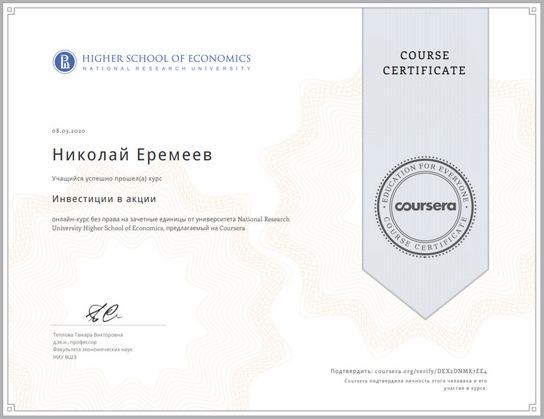 HIGHER SCHOOL OF ECONOMICS
NATIONAL RESEARCH UNIVERSITY
COURSE
CERTIFICATE
08.03.2020
Николай Еремеев
Учащийся успешно прошел(а) курс
Инвестиции в акции
онлайн-курс без права на зачетные единицы от университета National Research
University Higher School of Economics, предлагаемый на Coursera
EDUCATION FOR EVERYONE
coursera
COURSE CERTIFICATE
Теплова Тамара Викторовна
д.эк.н., профессор
Факультета экономических наук
НИУ ВШЭ
Подтвердить: coursera.org/verify/DEX2DNMK7EE4
Coursera подтвердила личность этого человека и его
участие в курсе.